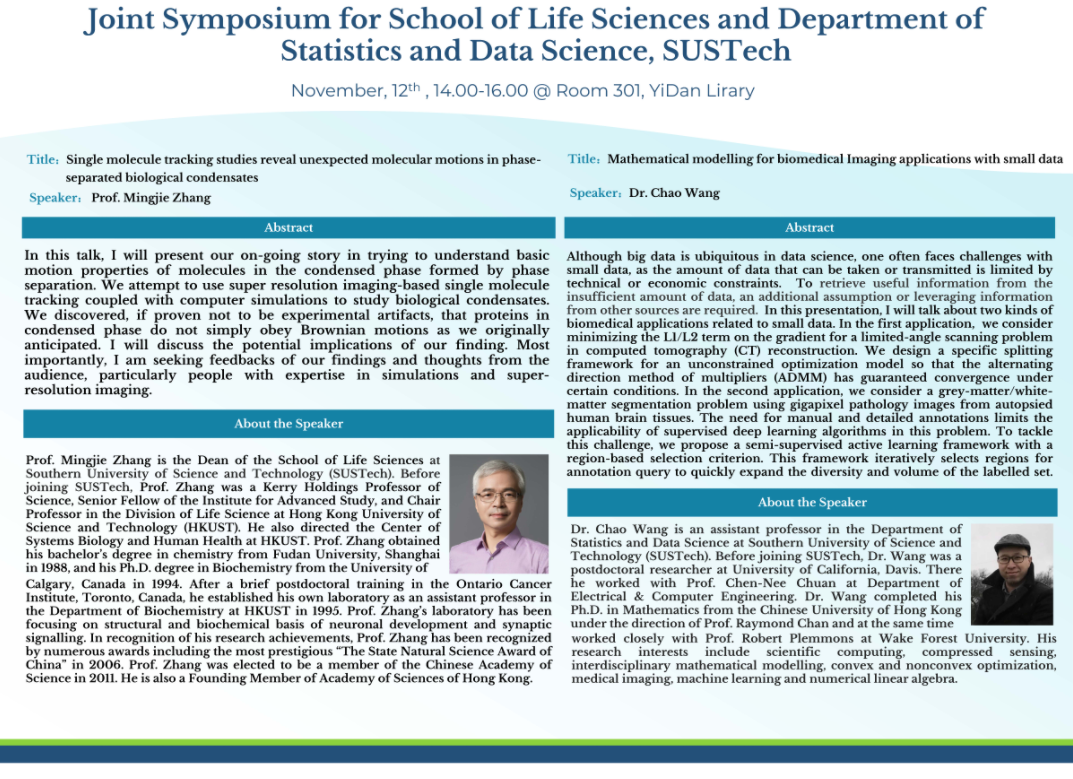 Joint Symposium for School of Life Sciences and Department of
Statistics and Data Science, SUSTech
November, 12th , 14.00-16.00 @ Room 301, YiDan Lirary
Title: Single molecule tracking studies reveal unexpected molecular motions in phase-
separated biological condensates
Speaker: Prof. Mingjie Zhang
Abstract
In this talk, I will present our on-going story in trying to understand basic
motion properties of molecules in the condensed phase formed by phase
separation. We attempt to use super resolution imaging-based single molecule
tracking coupled with computer simulations to study biological condensates.
We discovered, if proven not to be experimental artifacts, that proteins in
condensed phase do not simply obey Brownian motions as we originally
anticipated. I will discuss the potential implications of our finding. Most
importantly, I am seeking feedbacks of our findings and thoughts from the
audience, particularly people with expertise in simulations and super-
resolution imaging.
About the Speaker
Prof. Mingjie Zhang is the Dean of the School of Life Sciences at
Southern University of Science and Technology (SUSTech). Before
joining SUSTech, Prof. Zhang was a Kerry Holdings Professor of
Science, Senior Fellow of the Institute for Advanced Study, and Chair
Professor in the Division of Life Science at Hong Kong University of
Science and Technology (HKUST). He also directed the Center of
Systems Biology and Human Health at HKUST. Prof. Zhang obtained
his bachelor's degree in chemistry from Fudan University, Shanghai
in 1988, and his Ph.D. degree in Biochemistry from the University of
Calgary, Canada in 1994. After a brief postdoctoral training in the Ontario Cancer
Institute, Toronto, Canada, he established his own laboratory as an assistant professor in
the Department of Biochemistry at HKUST in 1995. Prof. Zhang's laboratory has been
focusing on structural and biochemical basis of neuronal development and synaptic
signalling. In recognition of his research achievements, Prof. Zhang has been recognized
by numerous awards including the most prestigious “The State Natural Science Award of
China” in 2006. Prof. Zhang was elected to be a member of the Chinese Academy of
Science in 2011. He is also a Founding Member of Academy of Sciences of Hong Kong.
Title: Mathematical modelling for biomedical Imaging applications with small data
Speaker: Dr. Chao Wang
Abstract
Although big data is ubiquitous in data science, one often faces challenges with
small data, as the amount of data that can be taken or transmitted is limited by
technical or economic constraints. To retrieve useful information from the
insufficient amount of data, an additional assumption or leveraging information
from other sources are required. In this presentation, I will talk about two kinds of
biomedical applications related to small data. In the first application, we consider
minimizing the L1/L2 term on the gradient for a limited-angle scanning problem
in computed tomography (CT) reconstruction. We design a specific splitting
framework for an unconstrained optimization model so that the alternating
direction method of multipliers (ADMM) has guaranteed convergence under
certain conditions. In the second application, we consider a grey-matter/white-
matter segmentation problem using gigapixel pathology images from autopsied
human brain tissues. The need for manual and detailed annotations limits the
applicability of supervised deep learning algorithms in this problem. To tackle
this challenge, we propose a semi-supervised active learning framework with a
region-based selection criterion. This framework iteratively selects regions for
annotation query to quickly expand the diversity and volume of the labelled set.
About the Speaker
Dr. Chao Wang is an assistant professor in the Department of
Statistics and Data Science at Southern University of Science and
Technology (SUSTech). Before joining SUSTech, Dr. Wang was a
postdoctoral researcher at University of California, Davis. There
he worked with Prof. Chen-Nee Chuan at Department of
Electrical & Computer Engineering. Dr. Wang completed his
Ph.D. in Mathematics from the Chinese University of Hong Kong
under the direction of Prof. Raymond Chan and at the same time
worked closely with Prof. Robert Plemmons at Wake Forest University. His
research interests include scientific computing, compressed sensing,
interdisciplinary mathematical modelling, convex and nonconvex optimization,
medical imaging, machine learning and numerical linear algebra.